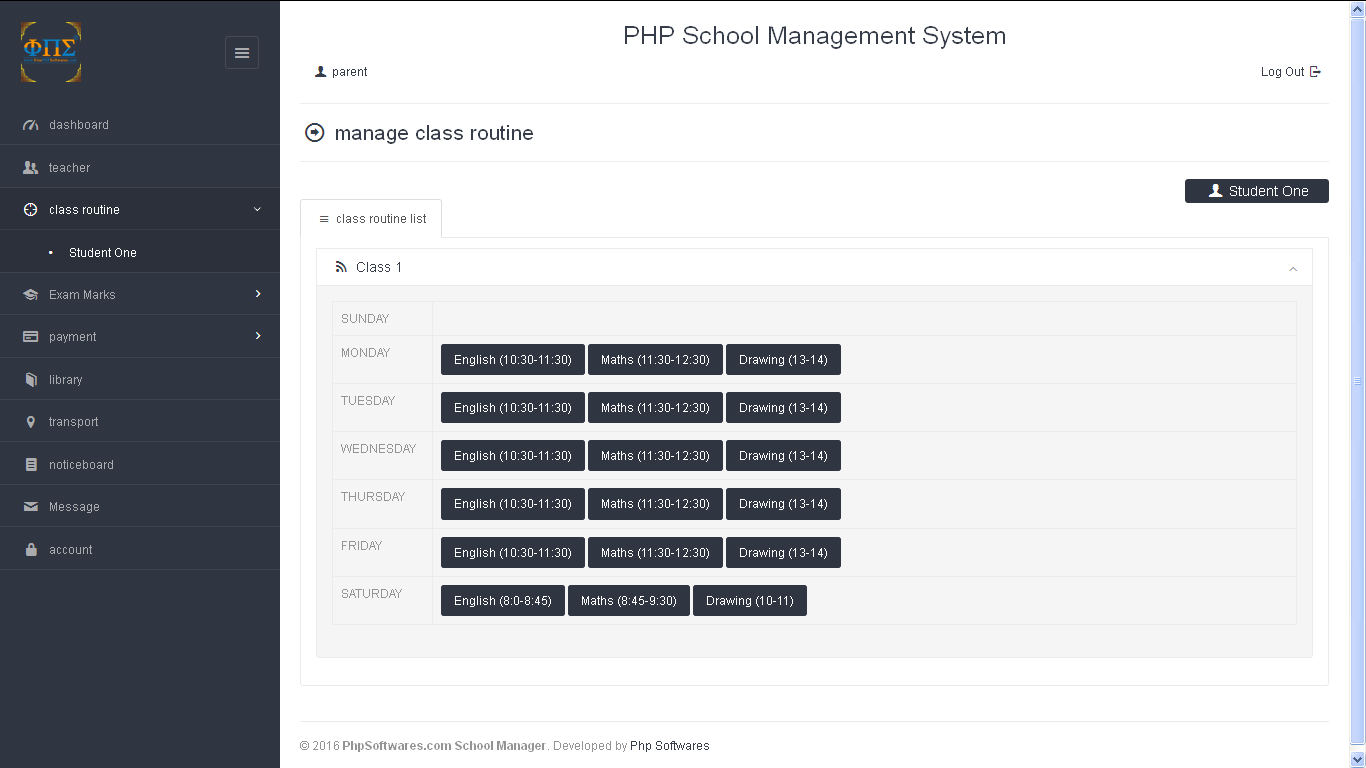 ΦΠΣ
PHP School Management System
parent
Log Out
dashboard
teacher
class routine
Student One
Exam Marks
payment
library
transport
noticeboard
Message
account
manage class routine
Student One
class routine list
Class 1
SUNDAY
MONDAY English (10:30-11:30) Maths (11:30-12:30) Drawing (13-14)
TUESDAY English (10:30-11:30) Maths (11:30-12:30) Drawing (13-14)
WEDNESDAY English (10:30-11:30) Maths (11:30-12:30) Drawing (13-14)
THURSDAY English (10:30-11:30) Maths (11:30-12:30) Drawing (13-14)
FRIDAY English (10:30-11:30) Maths (11:30-12:30) Drawing (13-14)
SATURDAY English (8:0-8:45) Maths (8:45-9:30) Drawing (10-11)
© 2016 PhpSoftwares.com School Manager. Developed by Php Softwares